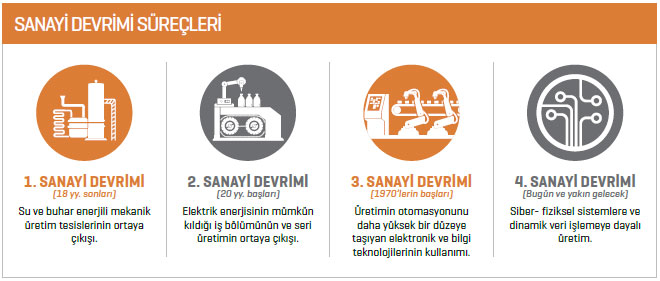 SANAYİ DEVRİMİ SÜREÇLERİ
1. SANAYİ DEVRİMİ
(18 yy. sonları)
Su ve buhar enerjili mekanik
üretim tesislerinin ortaya
çıkışı.
2. SANAYİ DEVRİMİ
(20 yy. başları)
Elektrik enerjisinin mümkün
kıldığı iş bölümünün ve seri
üretimin ortaya çıkışı.
3. SANAYİ DEVRİMİ
(1970'lerin başları)
Üretimin otomasyonunu
daha yüksek bir düzeye
taşıyan elektronik ve bilgi
teknolojilerinin kullanımı.
4. SANAYİ DEVRİMİ
(Bugün ve yakın gelecek)
Siber- fiziksel sistemlere ve
dinamik veri işlemeye dayalı
üretim.